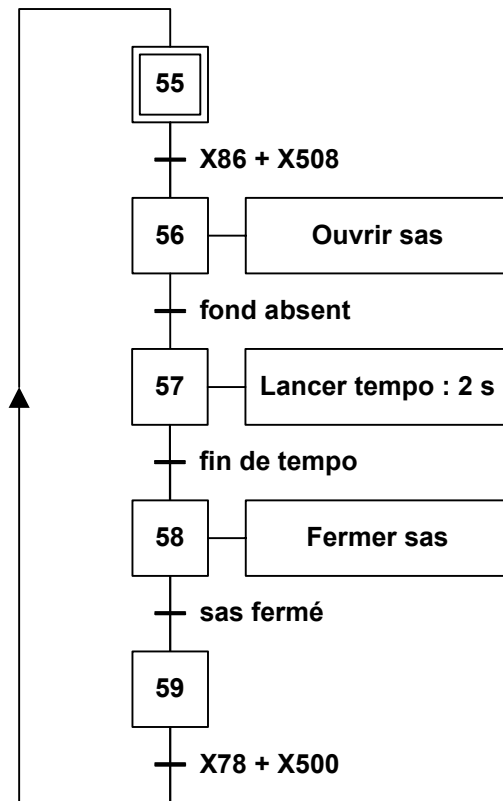 55
X86 + X508
56
Ouvrir sas
fond absent
57
Lancer tempo : 2 s
fin de tempo
58
Fermer sas
sas fermé
59
X78 + X500